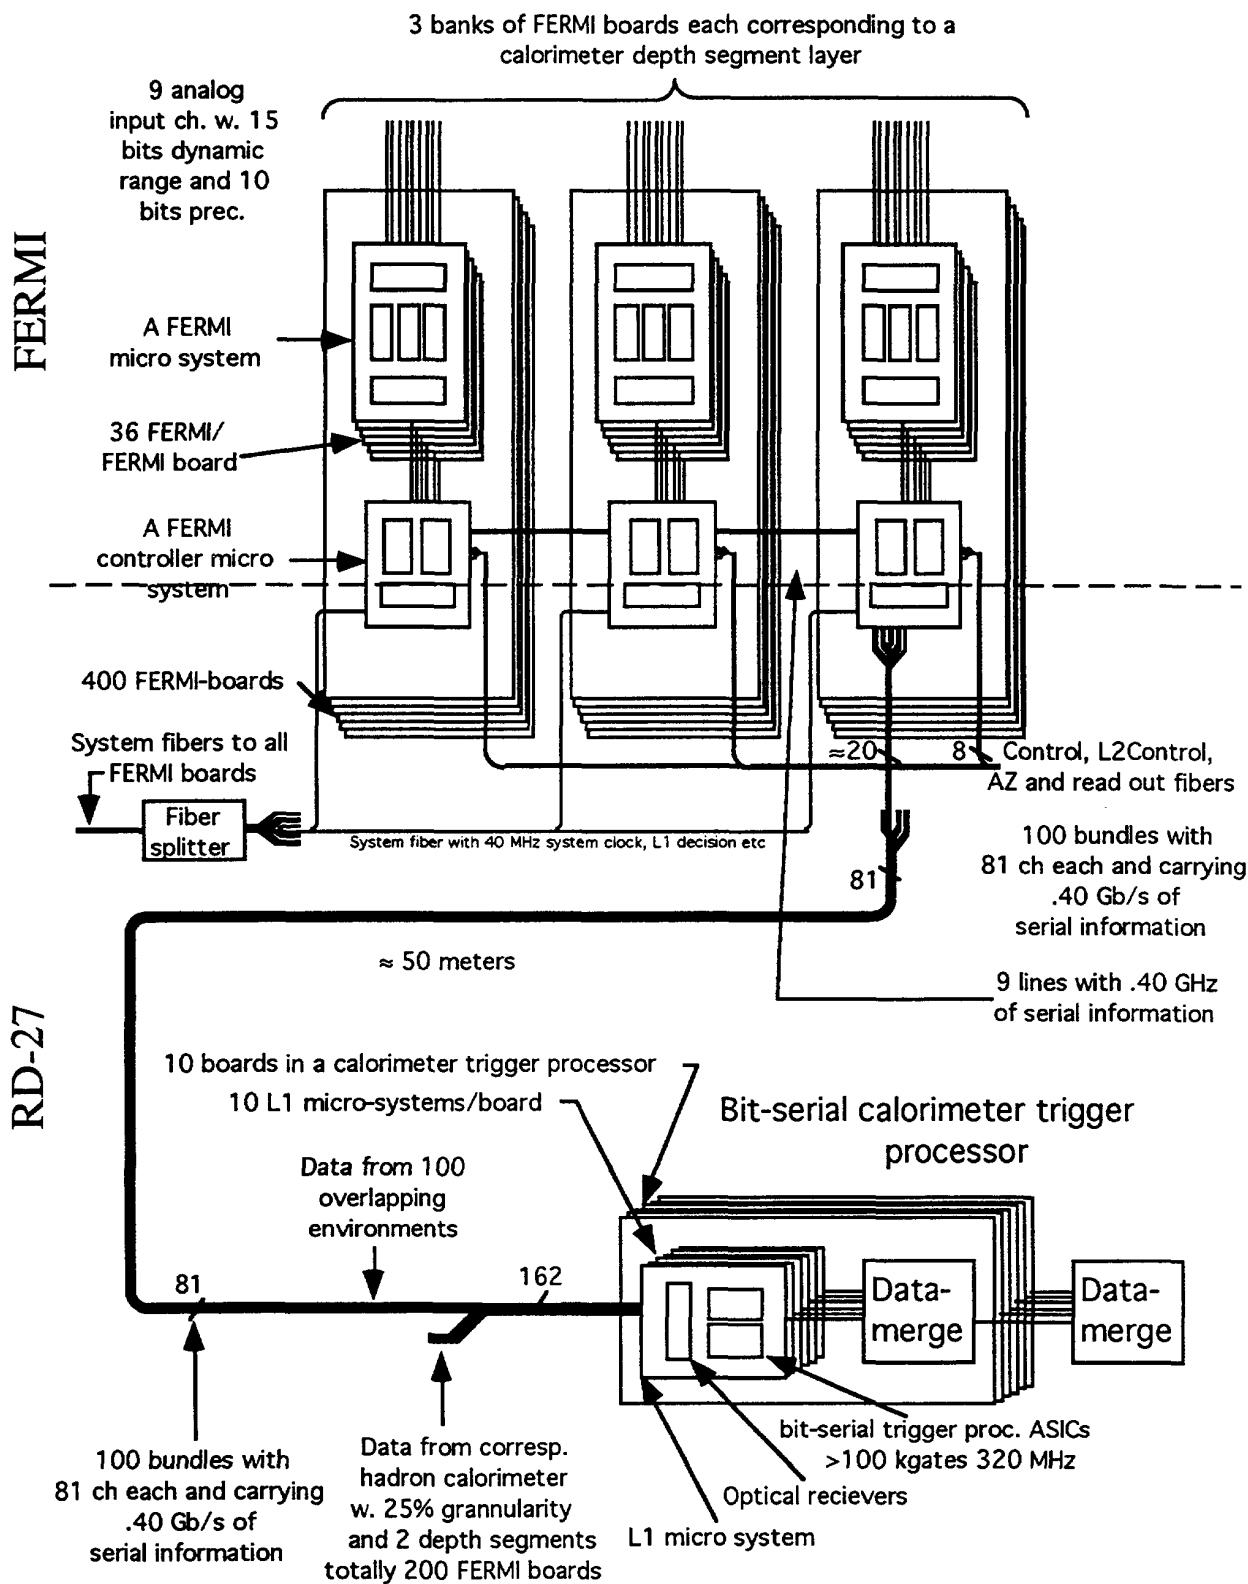 3 banks of FERMI boards each corresponding to a
calorimeter depth segment layer
9 analog
input ch. w. 15
bits dynamic
range and 10
bits prec.
FERMI
A FERMI
micro system
36 FERMI/
FERMI board
A FERMI
controller micro
system
400 FERMI-boards
System fibers to all
FERMI boards
Fiber
splitter
≈20
8
Control, L2Control,
AZ and read out fibers
System fiber with 40 MHz system clock, L1 decision etc
81
100 bundles with
81 ch each and carrying
.40 Gb/s of
serial information
≈ 50 meters
9 lines with .40 GHz
of serial information
RD-27
10 boards in a calorimeter trigger processor
10 L1 micro-systems/board
Bit-serial calorimeter trigger
processor
Data from 100
overlapping
environments
81
162
Data-
merge
Data-
merge
bit-serial trigger proc. ASICs
>100 kgates 320 MHz
Optical recievers
L1 micro system
100 bundles with
81 ch each and carrying
.40 Gb/s of
serial information
Data from corresp.
hadron calorimeter
w. 25% grannularity
and 2 depth segments
totally 200 FERMI boards